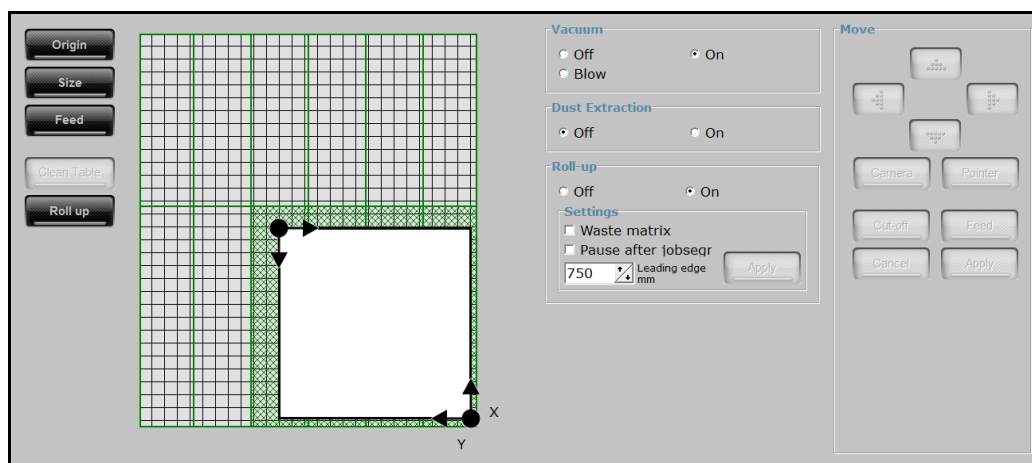 Origin
Size
Feed
Clean Table
Roll up
X
Y
Vacuum
Off
On
Blow
Dust Extraction
Off
On
Roll-up
Off
On
Settings
Waste matrix
Pause after jobsegr
750
Leading edge
mm
Apply
Move
Camera
Pointer
Cut-off
Feed
Cancel
Apply